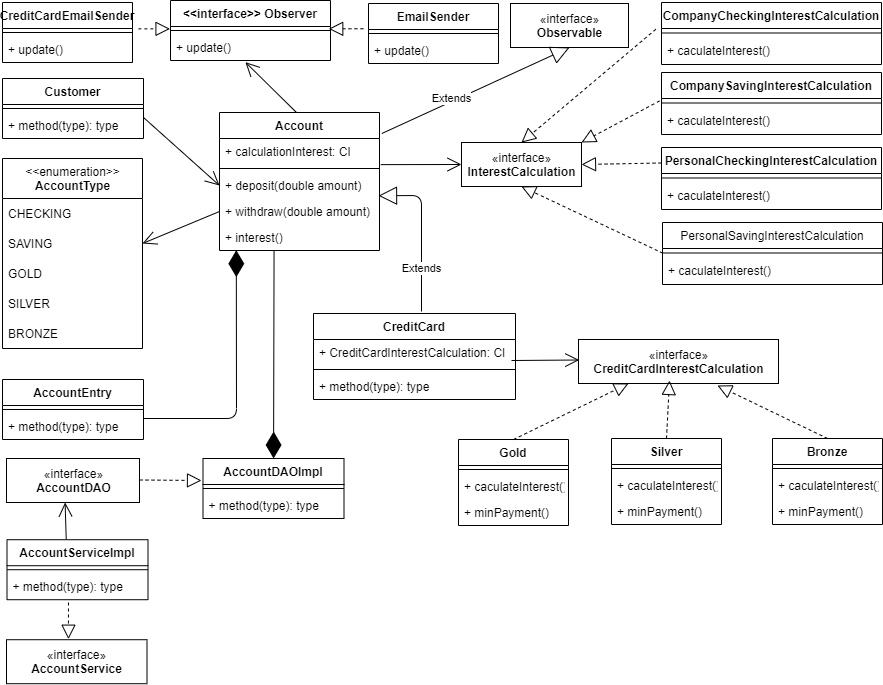 CreditCardEmailSender
+ update()
<<interface>> Observer
+ update()
EmailSender
+ update()
«interface»
Observable
CompanyCheckingInterestCalculation
+ caculateInterest()
Customer
+ method(type): type
Extends
Account
+ calculationInterest: CI
+ deposit(double amount)
+ withdraw(double amount)
+ interest()
CompanySavingInterestCalculation
+ caculateInterest()
«interface»
InterestCalculation
PersonalCheckingInterestCalculation
+ caculateInterest()
<<enumeration>>
AccountType
CHECKING
SAVING
GOLD
SILVER
BRONZE
PersonalSavingInterestCalculation
+ caculateInterest()
Extends
CreditCard
+ CreditCardInterestCalculation: CI
+ method(type): type
«interface»
CreditCardInterestCalculation
AccountEntry
+ method(type): type
Gold
+ caculateInterest()
+ minPayment()
Silver
+ caculateInterest()
+ minPayment()
Bronze
+ caculateInterest()
+ minPayment()
«interface»
AccountDAO
AccountDAOImpl
+ method(type): type
AccountServiceImpl
+ method(type): type
«interface»
AccountService